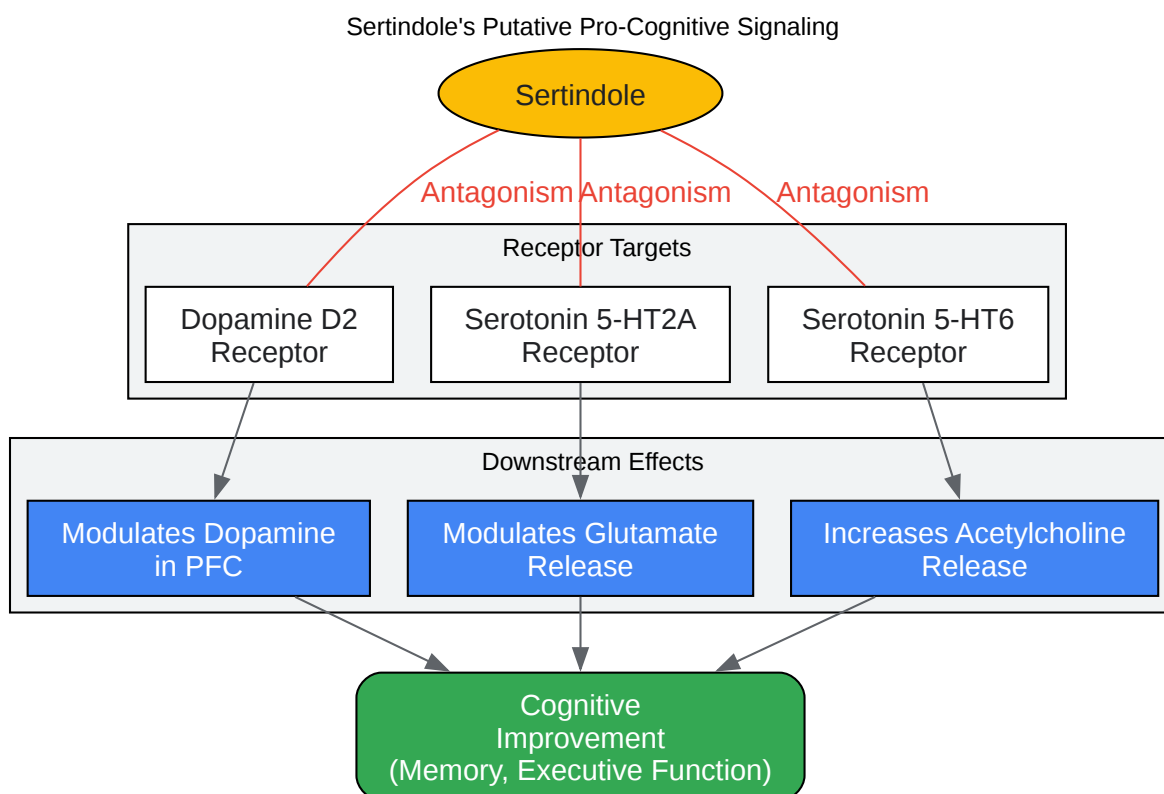 Sertindole's Putative Pro-Cognitive Signaling
Sertindole
Antagonism
Antagonism
Antagonism
Receptor Targets
Dopamine D2
Receptor
Serotonin 5-HT2A
Receptor
Serotonin 5-HT6
Receptor
Downstream Effects
Modulates Dopamine
in PFC
Modulates Glutamate
Release
Increases Acetylcholine
Release
Cognitive
Improvement
(Memory, Executive Function)